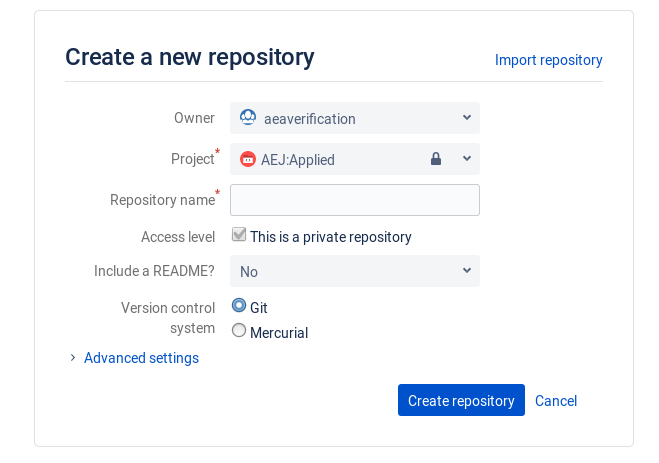 Create a new repository
Import repository
Owner
aeaverification
Project*
AEJ:Applied
Repository name*
Access level
This is a private repository
Include a README?
No
Version control
system
Git
Mercurial
Advanced settings
Create repository
Cancel